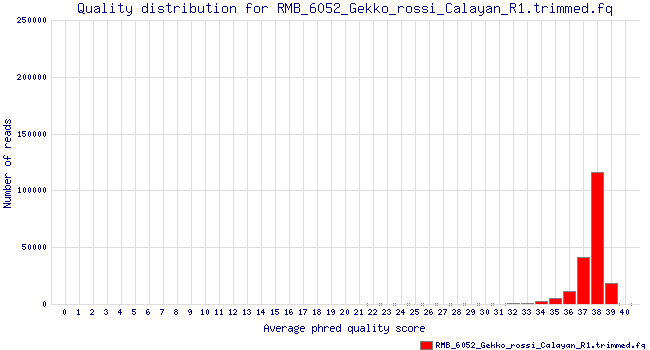 Quality distribution for RMB_6052_Gekko_rossi_Calayan_R1.trimmed.fq
250000
200000
150000
100000
50000
0
Number of reads
0 1 2 3 4 5 6 7 8 9 10 11 12 13 14 15 16 17 18 19 20 21 22 23 24 25 26 27 28 29 30 31 32 33 34 35 36 37 38 39 40
Average phred quality score
RMB_6052_Gekko_rossi_Calayan_R1.trimmed.fq